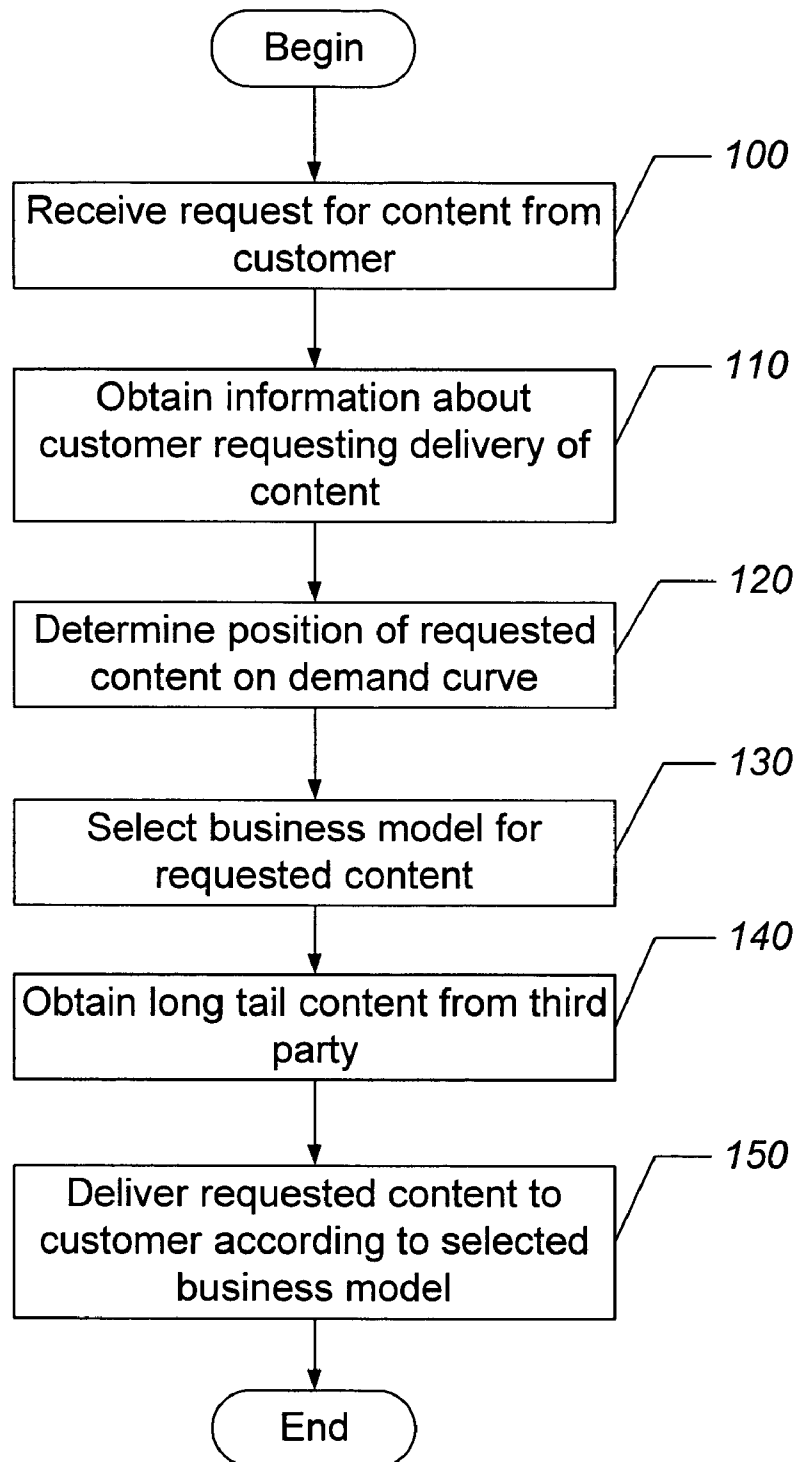 Begin
100
Receive request for content from
customer
110
Obtain information about
customer requesting delivery of
content
120
Determine position of requested
content on demand curve
130
Select business model for
requested content
140
Obtain long tail content from third
party
150
Deliver requested content to
customer according to selected
business model
End